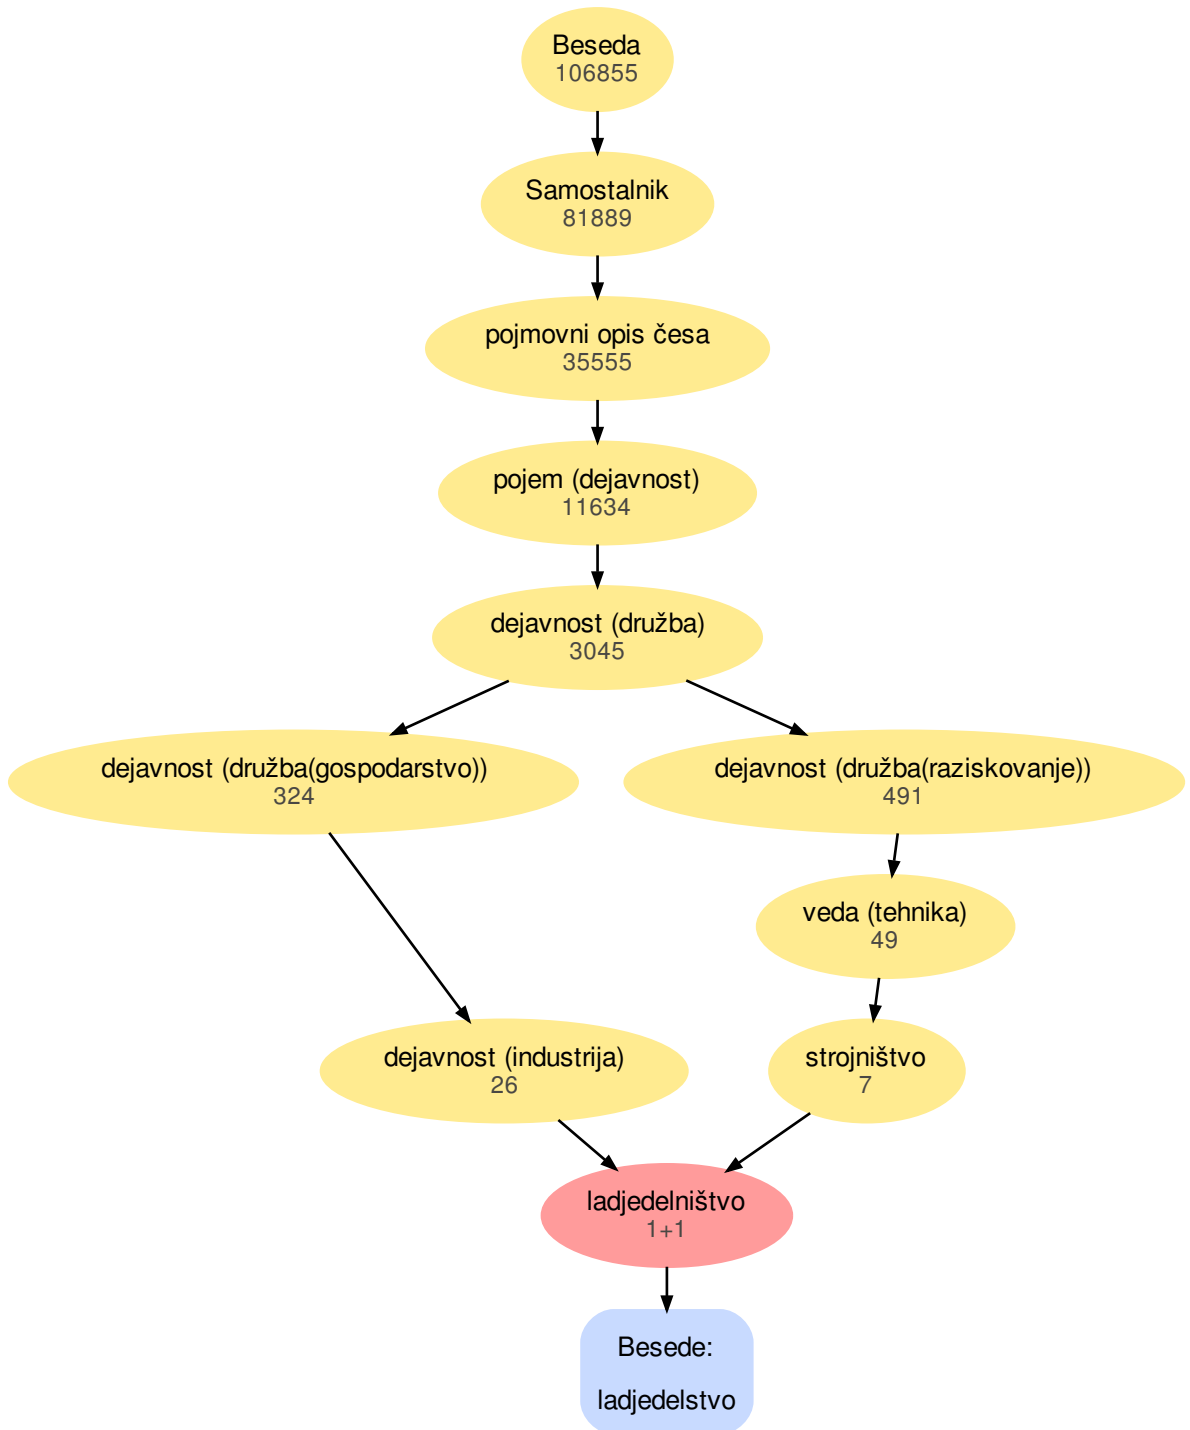 Beseda
106855
Samostalnik
81889
pojmovni opis česa
35555
pojem (dejavnost)
11634
dejavnost (družba)
3045
dejavnost (družba(gospodarstvo))
324
dejavnost (družba(raziskovanje))
491
veda (tehnika)
49
dejavnost (industrija)
26
strojništvo
7
ladjedelništvo
1+1
Besede:
ladjedelstvo